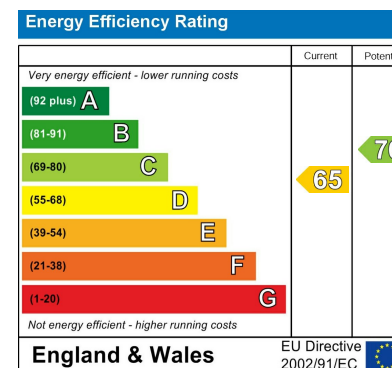 Energy Efficiency Rating
Current
Very energy efficient - lower running costs
(92 plus) A
(81-91) B
(69-80) C
(55-68) D
65
(39-54) E
(21-38) F
(1-20) G
Not energy efficient - higher running costs
England & Wales
EU Directive
2002/91/EC